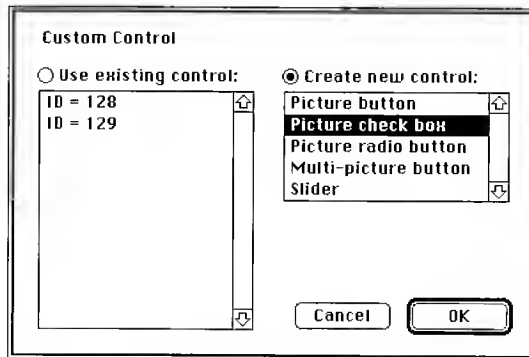 Custom Control
Use existing control:
ID = 128
ID = 129
Create new control:
Picture button
Picture check box
Picture radio button
Multi-picture button
Slider
Cancel
OK